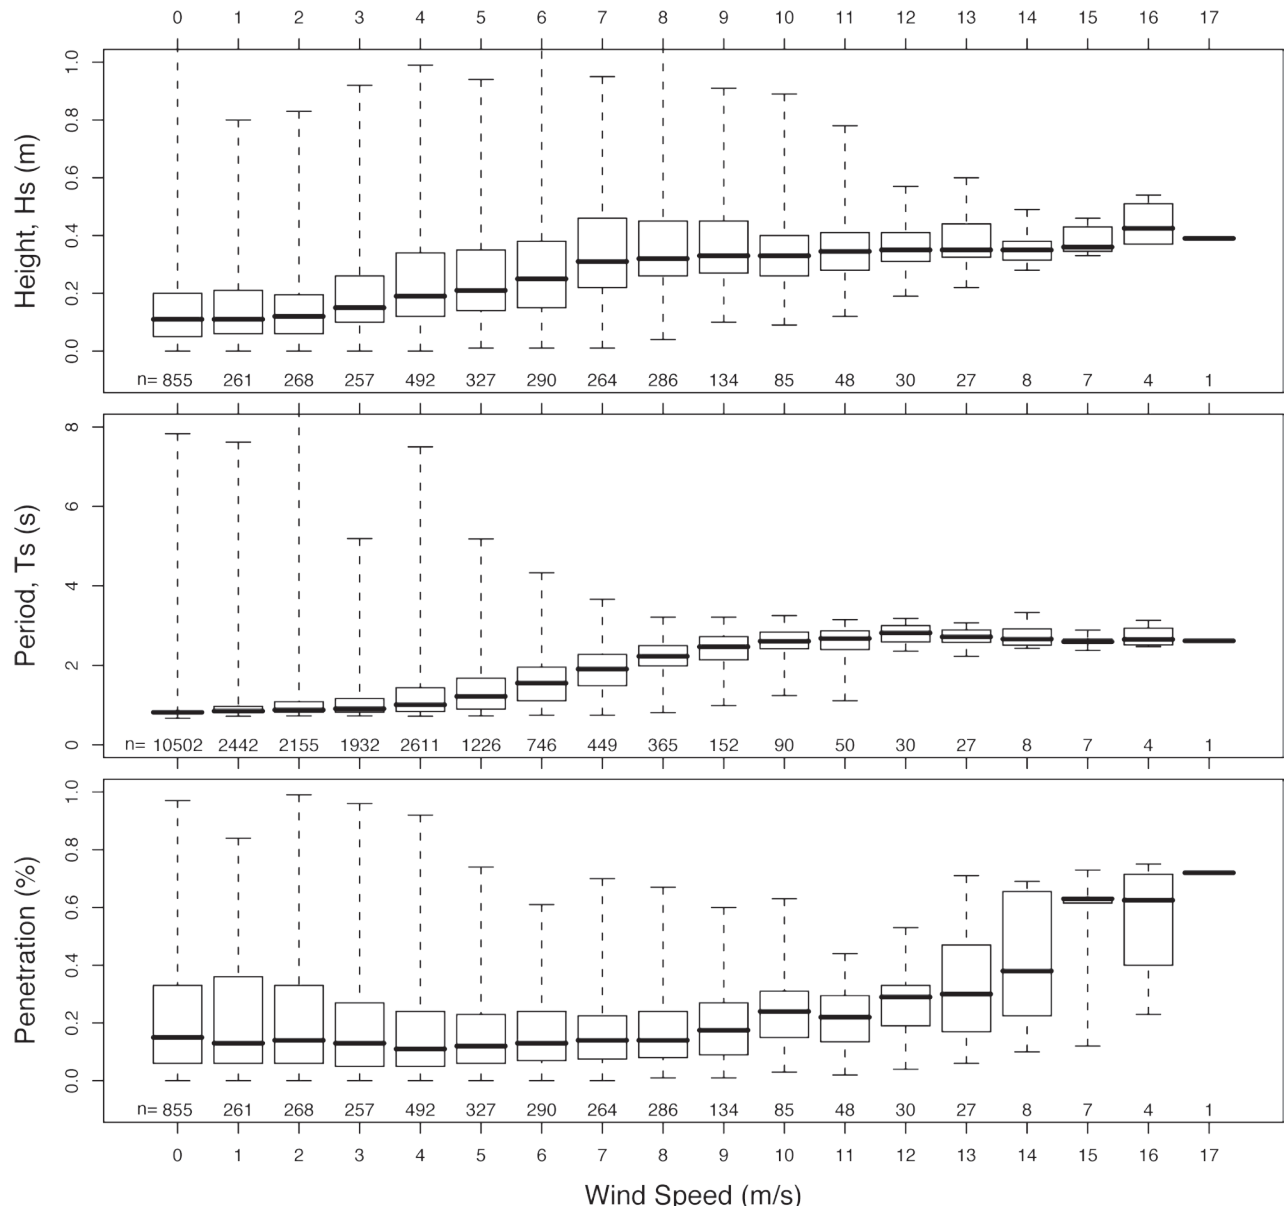 0 1 2 3 4 5 6 7 8 9 10 11 12 13 14 15 16 17
Height, Hs (m)
1.0
0.8
0.6
0.4
0.2
0.0
n= 855 261 268 257 492 327 290 264 286 134 85 48 30 27 8 7 4 1
Period, Ts (s)
8
6
4
2
0
n= 10502 2442 2155 1932 2611 1226 746 449 365 152 90 50 30 27 8 7 4 1
Penetration (%)
1.0
0.8
0.6
0.4
0.2
0.0
n= 855 261 268 257 492 327 290 264 286 134 85 48 30 27 8 7 4 1
0 1 2 3 4 5 6 7 8 9 10 11 12 13 14 15 16 17
Wind Speed (m/s)